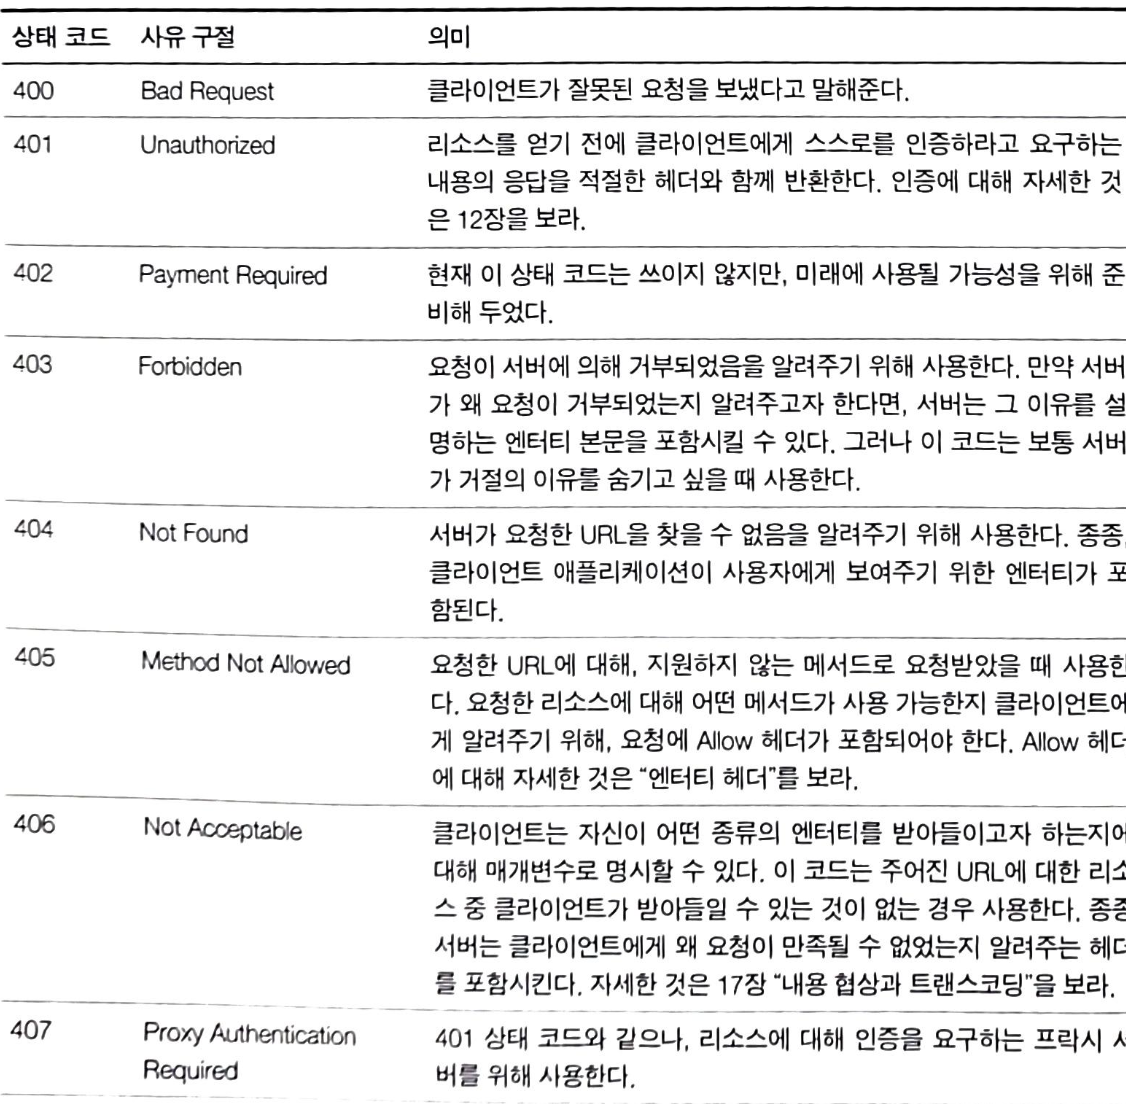 상태 코드 사유 구절 의미
400 Bad Request 클라이언트가 잘못된 요청을 보냈다고 말해준다.
401 Unauthorized 리소스를 얻기 전에 클라이언트에게 스스로를 인증하라고 요구하는
내용의 응답을 적절한 헤더와 함께 반환한다. 인증에 대해 자세한 것
은 12장을 보라.
402 Payment Required 현재 이 상태 코드는 쓰이지 않지만, 미래에 사용될 가능성을 위해 준
비해 두었다.
403 Forbidden 요청이 서버에 의해 거부되었음을 알려주기 위해 사용한다. 만약 서버
가 왜 요청이 거부되었는지 알려주고자 한다면, 서버는 그 이유를 설
명하는 엔터티 본문을 포함시킬 수 있다. 그러나 이 코드는 보통 서버
가 거절의 이유를 숨기고 싶을 때 사용한다.
404 Not Found 서버가 요청한 URL을 찾을 수 없음을 알려주기 위해 사용한다. 종종,
클라이언트 애플리케이션이 사용자에게 보여주기 위한 엔터티가 포
함된다.
405 Method Not Allowed 요청한 URL에 대해, 지원하지 않는 메서드로 요청받았을 때 사용한
다. 요청한 리소스에 대해 어떤 메서드가 사용 가능한지 클라이언트에
게 알려주기 위해, 요청에 Allow 헤더가 포함되어야 한다. Allow 헤더
에 대해 자세한 것은 “엔터티 헤더”를 보라.
406 Not Acceptable 클라이언트는 자신이 어떤 종류의 엔터티를 받아들이고자 하는지에
대해 매개변수로 명시할 수 있다. 이 코드는 주어진 URL에 대한 리소
스 중 클라이언트가 받아들일 수 있는 것이 없는 경우 사용한다. 종종
서버는 클라이언트에게 왜 요청이 만족될 수 없었는지 알려주는 헤더
를 포함시킨다. 자세한 것은 17장 “내용 협상과 트랜스코딩”을 보라.
407 Proxy Authentication 401 상태 코드와 같으나, 리소스에 대해 인증을 요구하는 프락시 서
Required 버를 위해 사용한다.